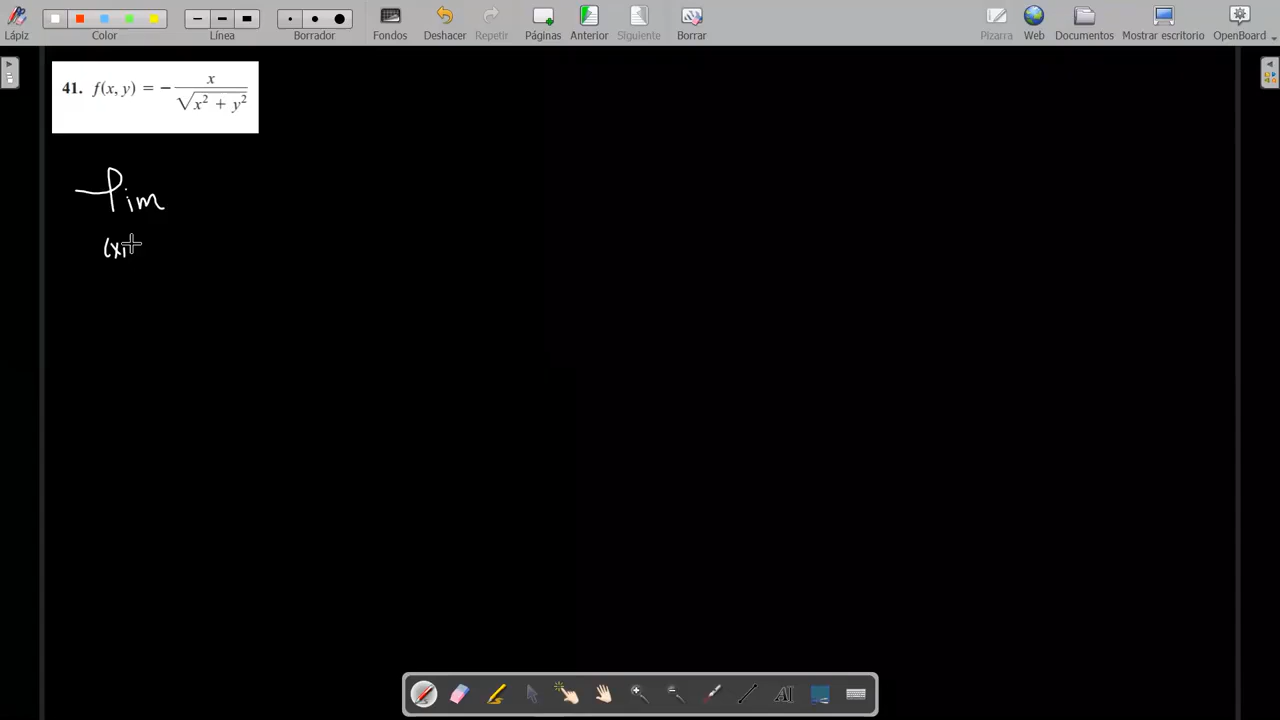 Lápiz Color Línea Borrador Fondos Deshacer Repetir Páginas Anterior Siguiente Borrar Pizarra Web Documentos Mostrar escritorio OpenBoard
41. f(x, y) = − x / √(x² + y²)
lim
(x,
AI